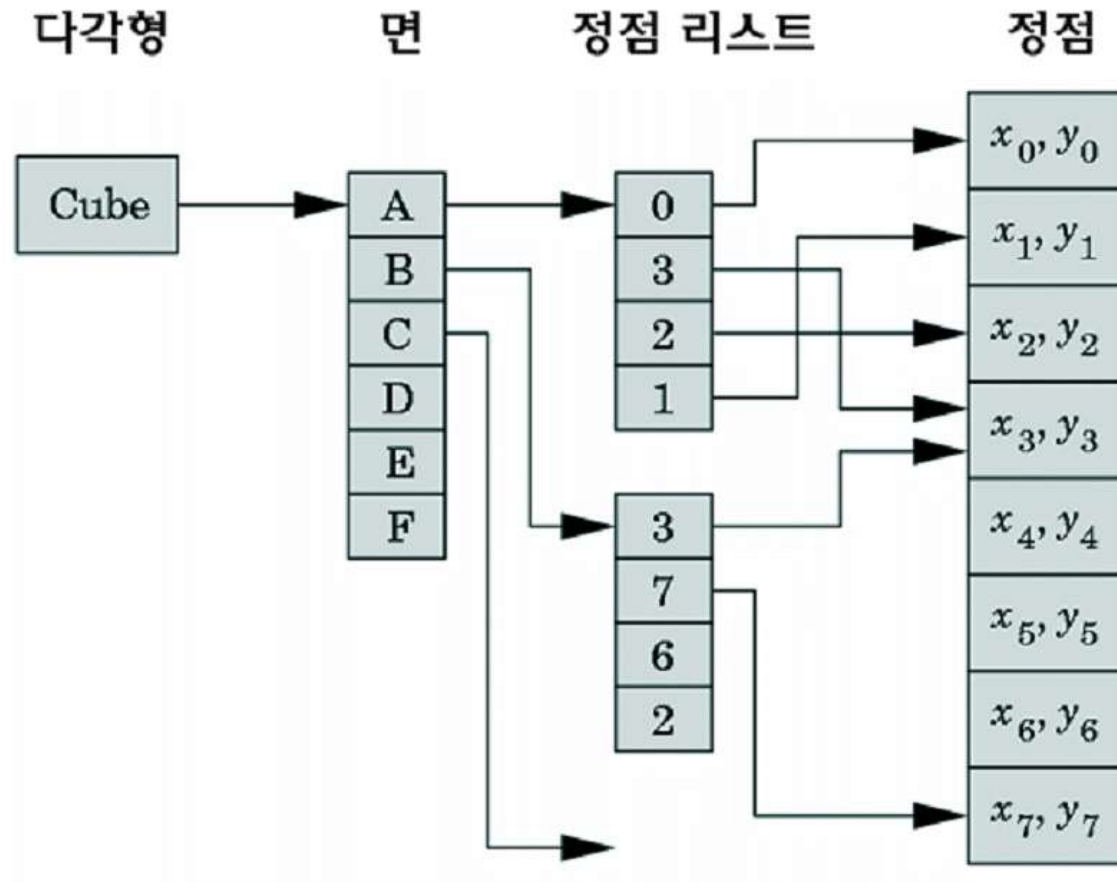 다각형 면 정점 리스트 정점
Cube
A
B
C
D
E
F
0
3
2
1
3
7
6
2
x₀, y₀
x₁, y₁
x₂, y₂
x₃, y₃
x₄, y₄
x₅, y₅
x₆, y₆
x₇, y₇